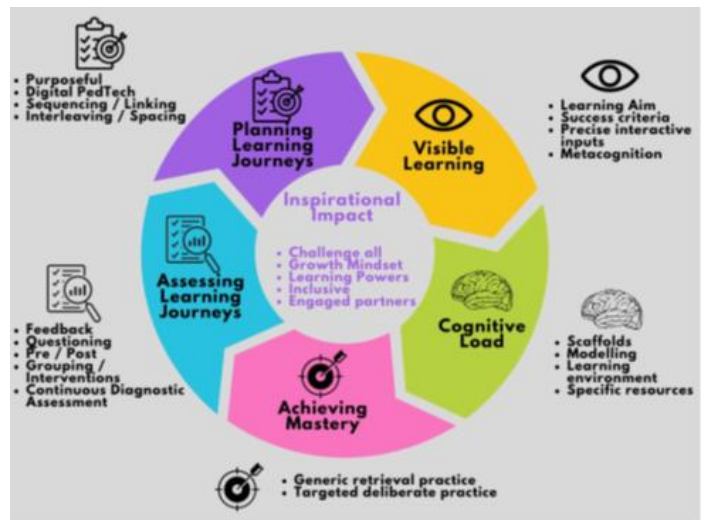 • Purposeful
• Digital PedTech
• Sequencing / Linking
• Interleaving / Spacing
Planning
Learning
Journeys
Visible
Learning
• Learning Aim
• Success criteria
• Precise interactive
inputs
• Metacognition
Inspirational
Impact
• Challenge all
• Growth Mindset
• Learning Powers
• Inclusive
• Engaged partners
Assessing
Learning
Journeys
Cognitive
Load
• Feedback
• Questioning
• Pre / Post
• Grouping /
Interventions
• Continuous Diagnostic
Assessment
• Scaffolds
• Modelling
• Learning
environment
• Specific resources
Achieving
Mastery
• Generic retrieval practice
• Targeted deliberate practice